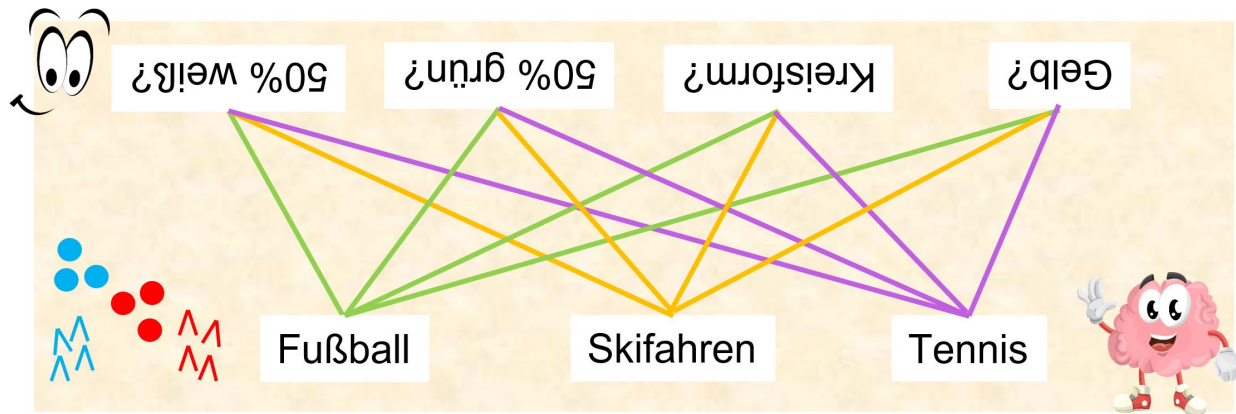 50% weiß?
50% grün?
Kreisform?
Gelb?
Fußball
Skifahren
Tennis